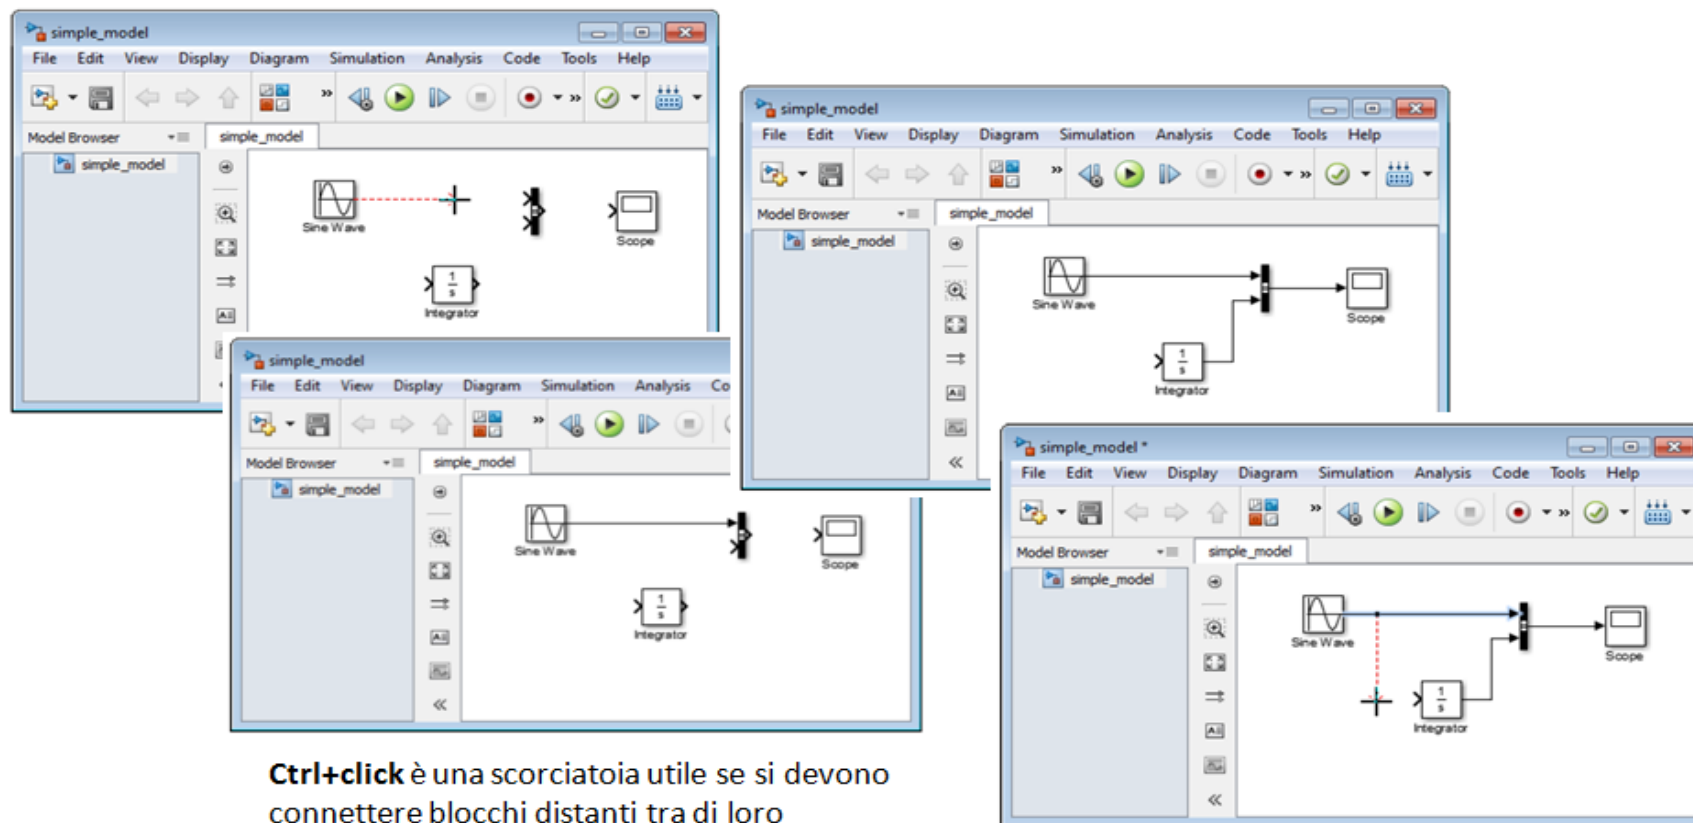 simple_model
File Edit View Display Diagram Simulation Analysis Code Tools Help
Model Browser simple_model
simple_model
Sine Wave
Scope
1
s
Integrator
simple_model
File Edit View Display Diagram Simulation Analysis Code Tools Help
Model Browser simple_model
simple_model
Sine Wave
Scope
1
s
Integrator
simple_model
File Edit View Display Diagram Simulation Analysis Co
Model Browser simple_model
simple_model
Sine Wave
Scope
1
s
Integrator
simple_model *
File Edit View Display Diagram Simulation Analysis Code Tools Help
Model Browser simple_model
simple_model
Sine Wave
Scope
1
s
Integrator
Ctrl+click è una scorciatoia utile se si devono
connettere blocchi distanti tra di loro